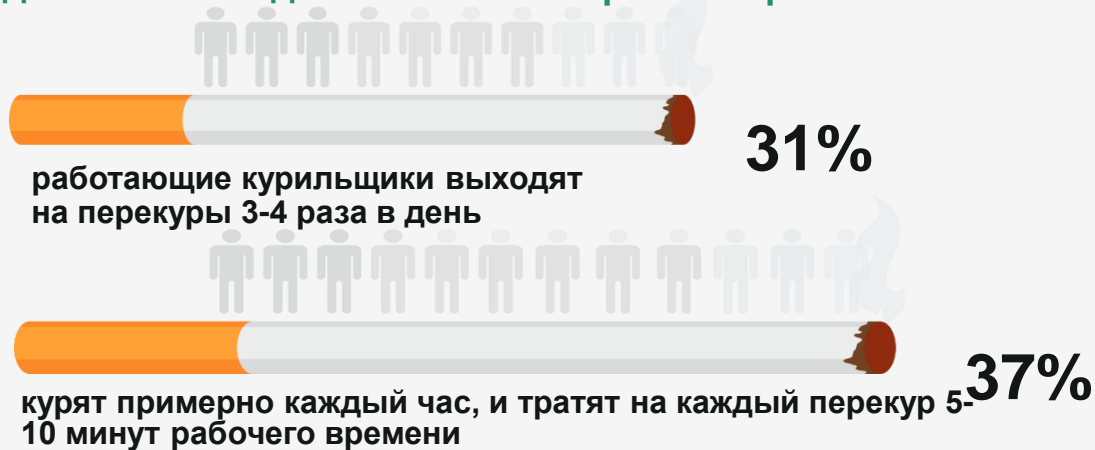 31%
работающие курильщики выходят
на перекуры 3-4 раза в день
37%
курят примерно каждый час, и тратят на каждый перекур 5-
10 минут рабочего времени